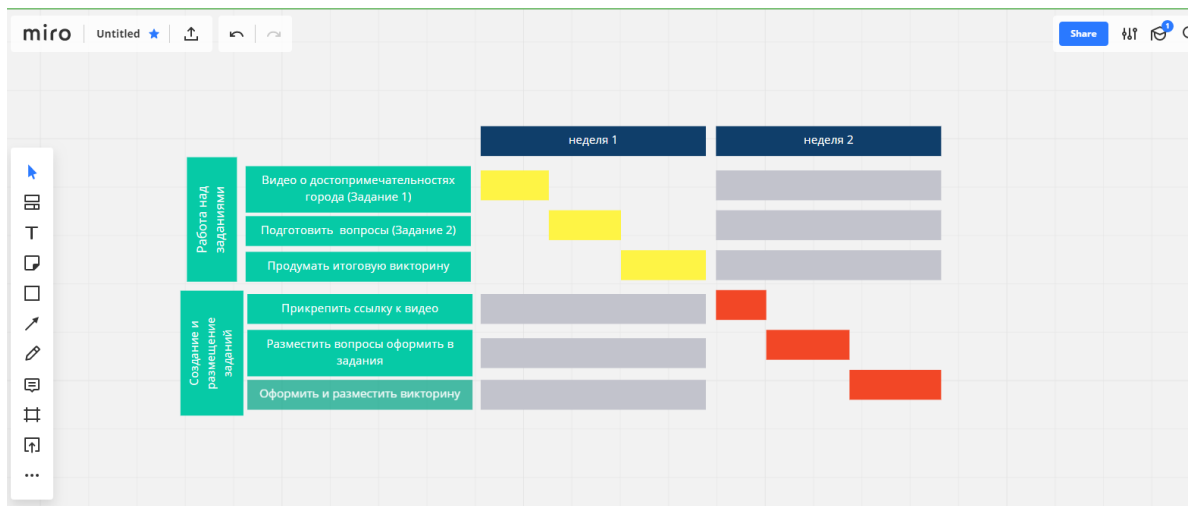 miro
Untitled
Share
1
неделя 1
неделя 2
Работа над
заданиями
Видео о достопримечательностях
города (Задание 1)
Подготовить вопросы (Задание 2)
Продумать итоговую викторину
Создание и
размещение
заданий
Прикрепить ссылку к видео
Разместить вопросы оформить в
задания
Оформить и разместить викторину